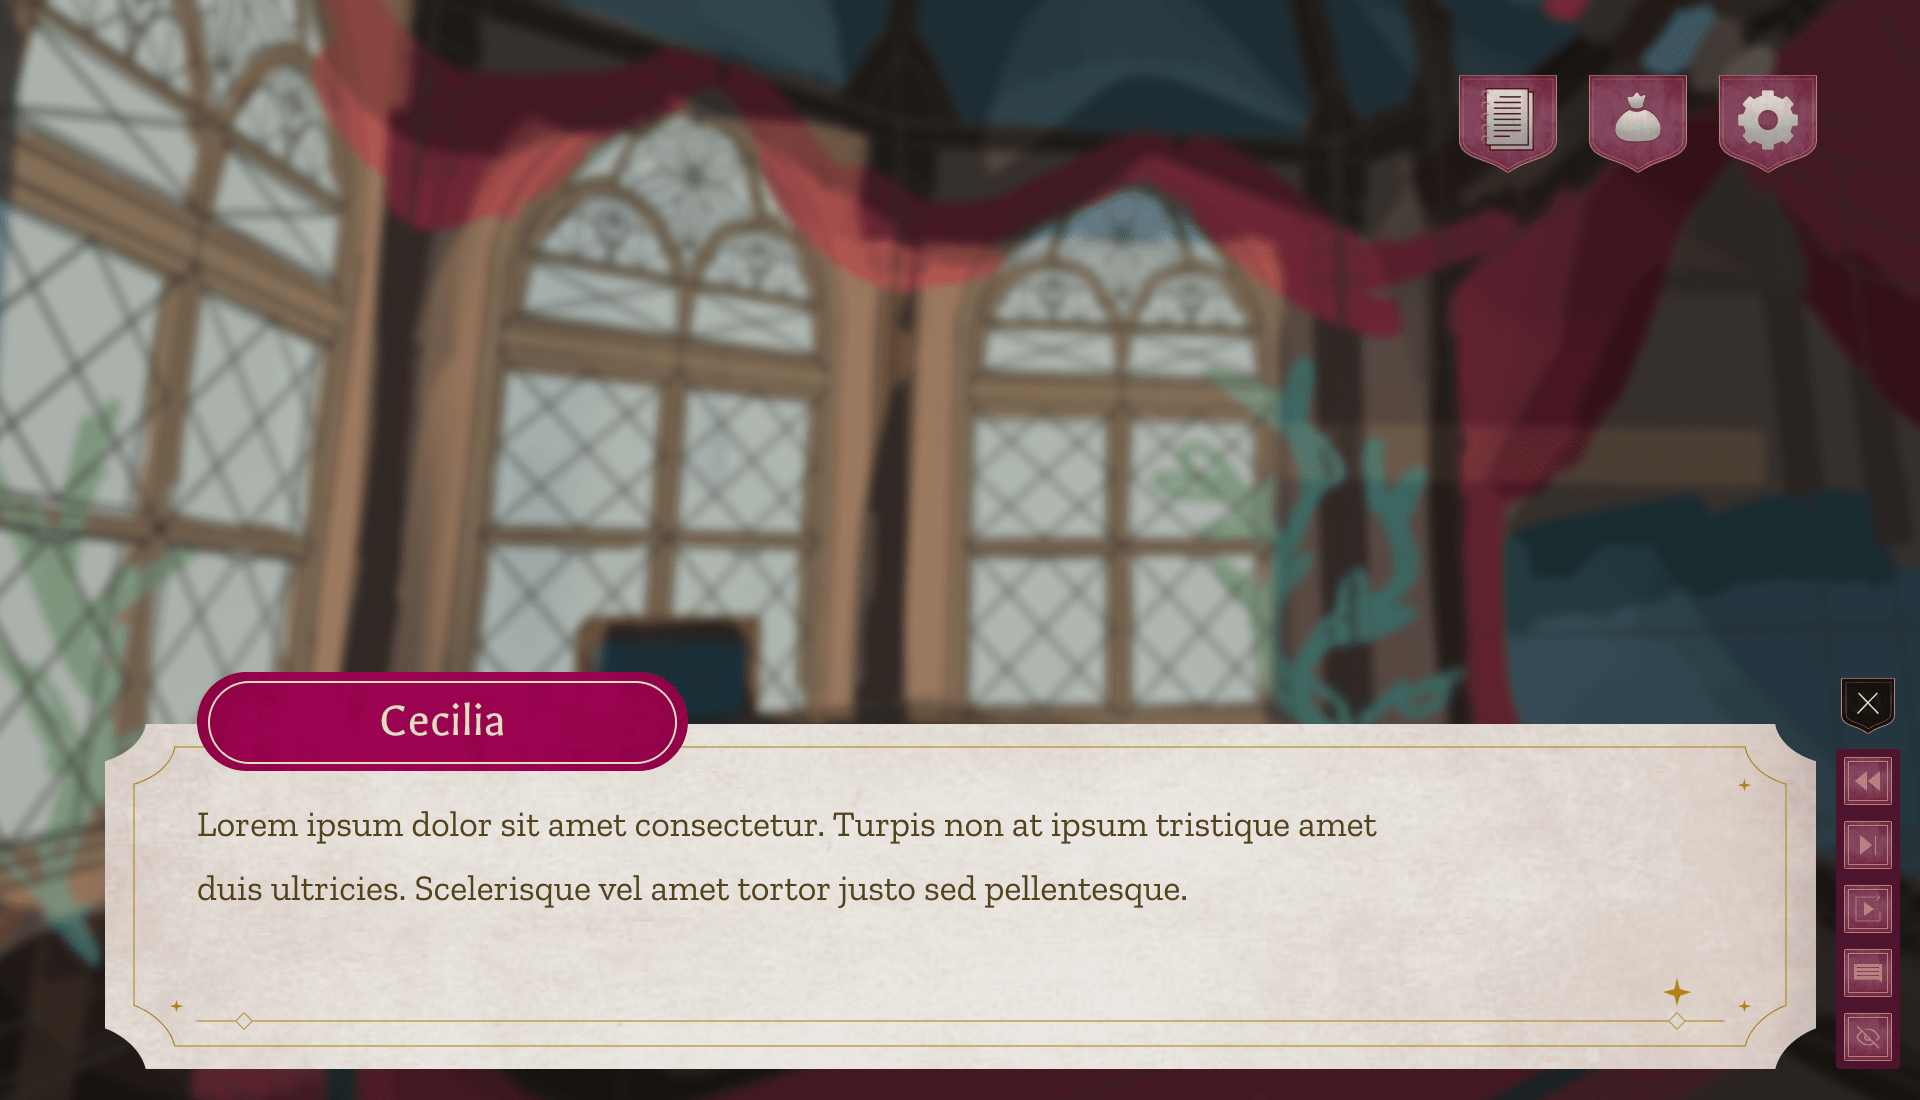 Cecilia
Lorem ipsum dolor sit amet consectetur. Turpis non at ipsum tristique amet
duis ultricies. Scelerisque vel amet tortor justo sed pellentesque.